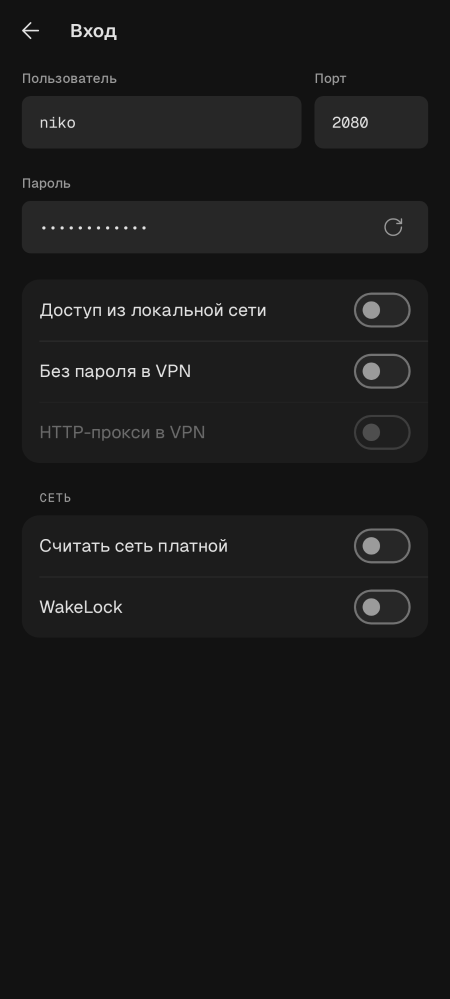 Вход
Пользователь
Порт
niko
2080
Пароль
••••••••••••
Доступ из локальной сети
Без пароля в VPN
HTTP-прокси в VPN
СЕТЬ
Считать сеть платной
WakeLock